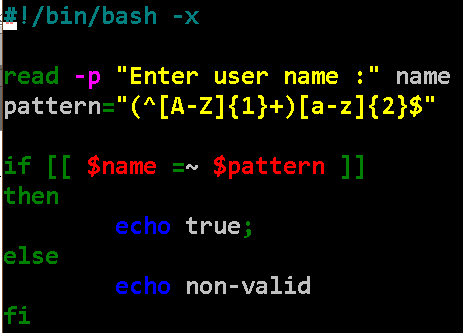 #!/bin/bash -x
read -p "Enter user name :" name
pattern="(^[A-Z]{1}+)[a-z]{2}$"
if [[ $name =~ $pattern ]]
then
echo true;
else
echo non-valid
fi